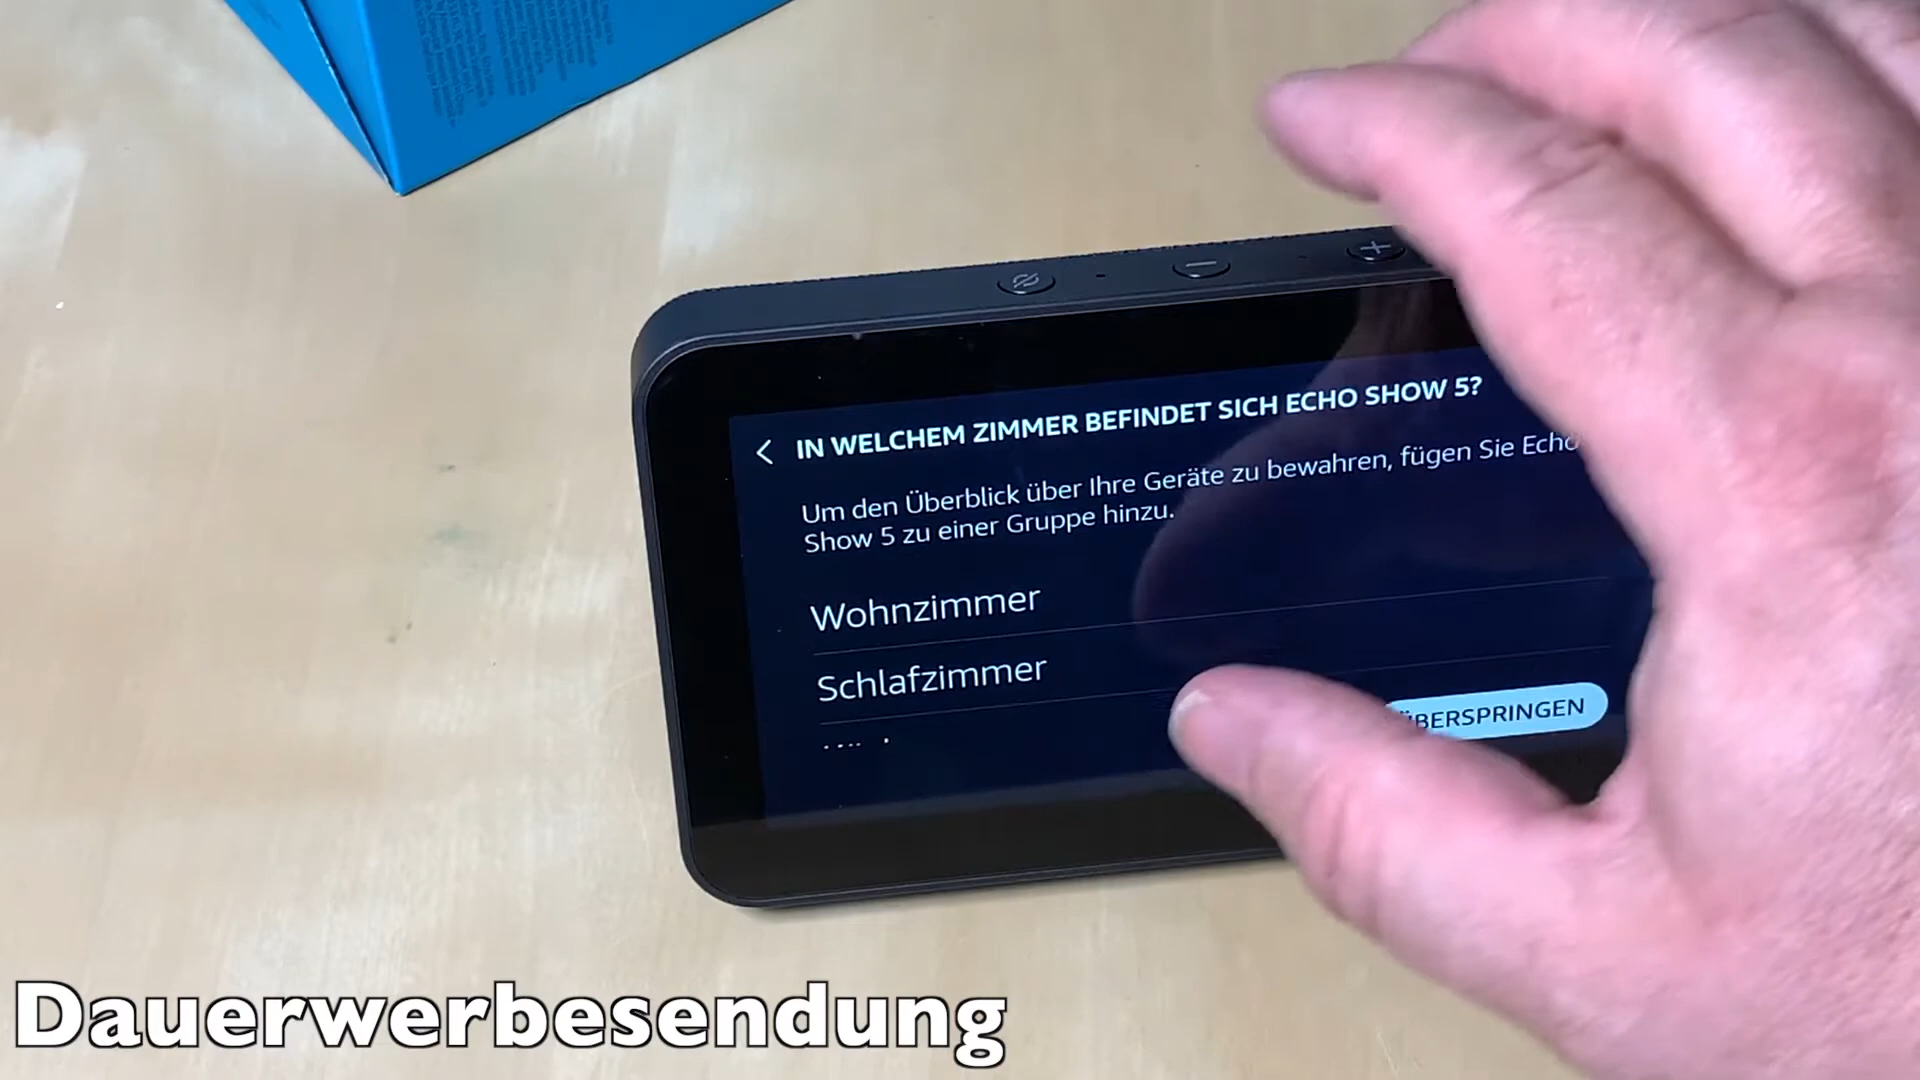 IN WELCHEM ZIMMER BEFINDET SICH ECHO SHOW 5?
Um den Überblick über Ihre Geräte zu bewahren, fügen Sie Echo
Show 5 zu einer Gruppe hinzu.
Wohnzimmer
Schlafzimmer
ÜBERSPRINGEN
Dauerwerbesendung